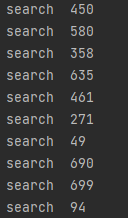 search  450
search  580
search  358
search  635
search  461
search  271
search  49
search  690
search  699
search  94